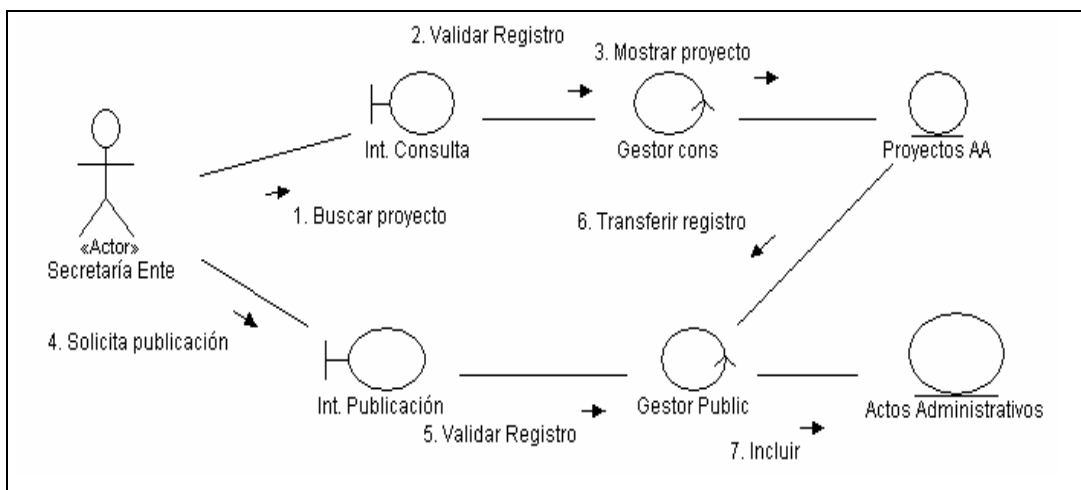 2. Validar Registro
3. Mostrar proyecto
Int. Consulta
Gestor cons
Proyectos AA
1. Buscar proyecto
6. Transferir registro
«Actor»
Secretaría Ente
4. Solicita publicación
Int. Publicación
Gestor Public
Actos Administrativos
5. Validar Registro
7. Incluir